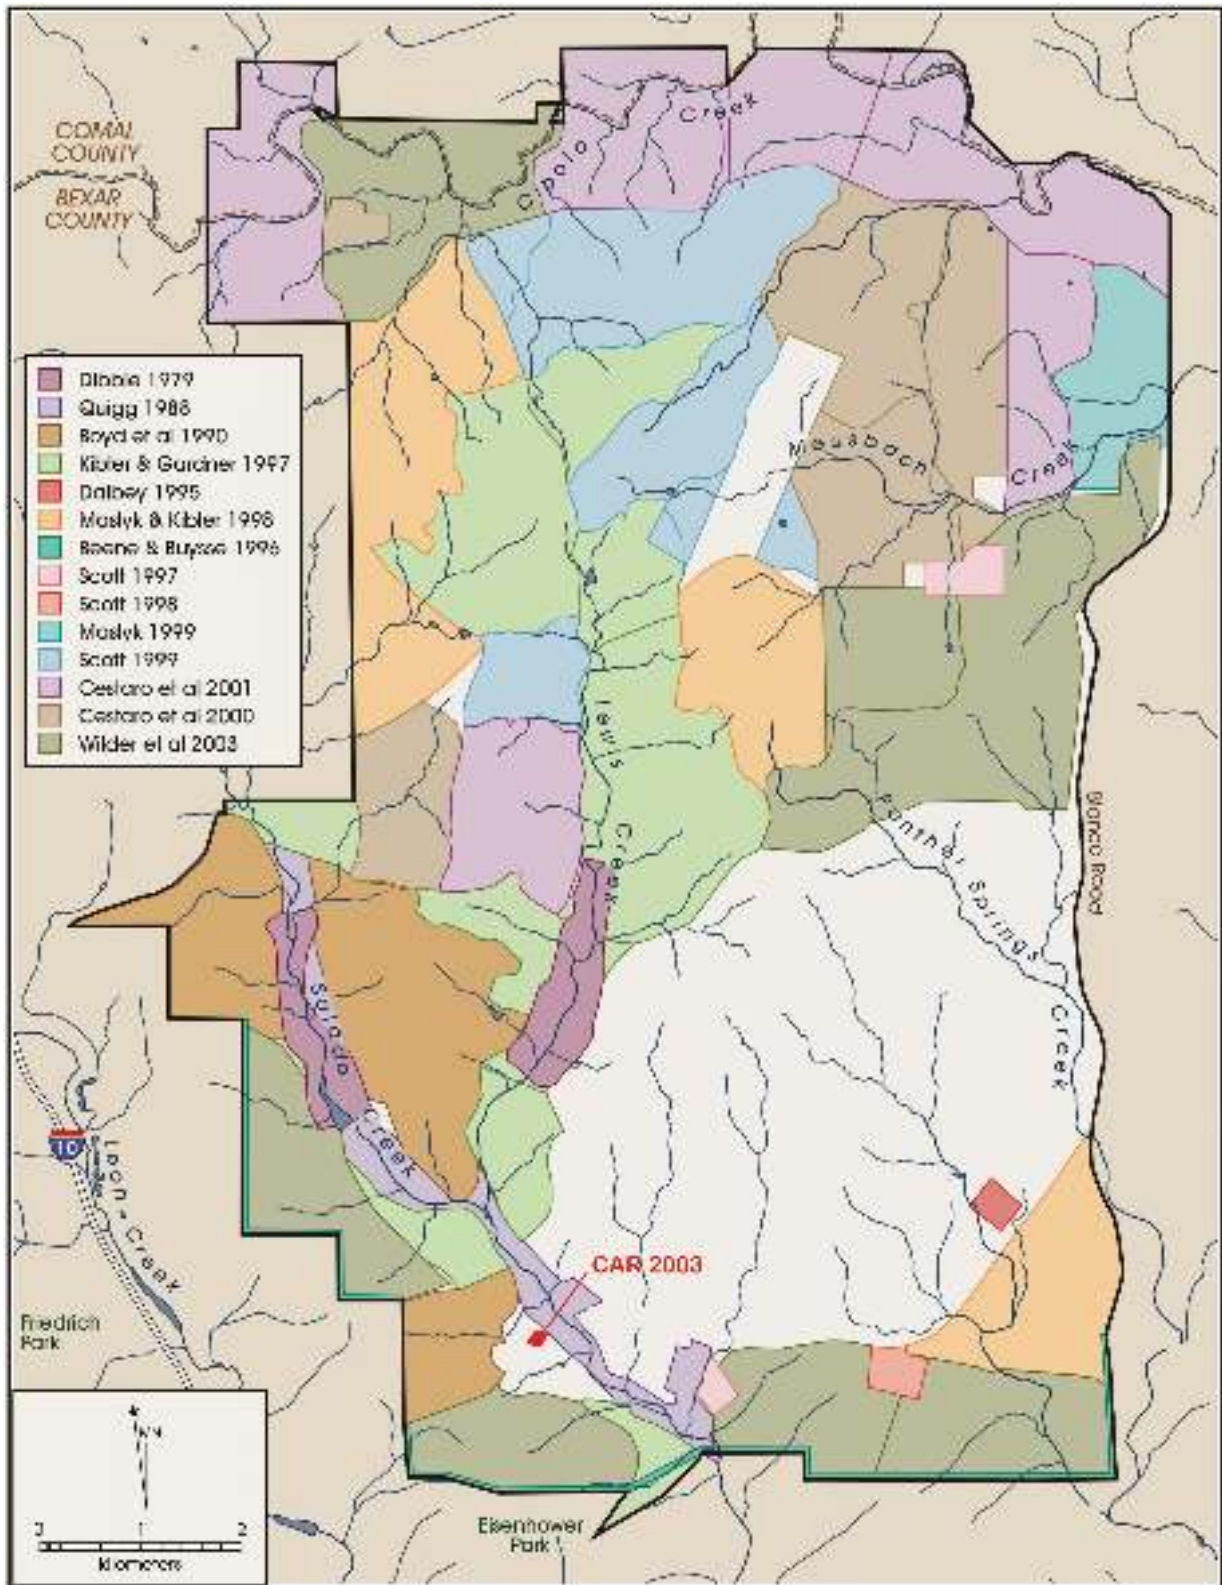 COMAL
COUNTY
BEXAR
COUNTY
Cibolo Creek
Dibble 1979
Quigg 1988
Boyd et al 1990
Kibler & Gardner 1997
Dalbey 1995
Maslyk & Kibler 1998
Beene & Buysse 1996
Scott 1997
Scott 1998
Maslyk 1999
Scott 1999
Cestaro et al 2001
Cestaro et al 2000
Wilder et al 2003
Meusbach Creek
Lewis Creek
Panther Springs Creek
Blanco Road
Salado Creek
10
Leon Creek
CAR 2003
Friedrich
Park
MN
0 1 2
kilometers
Eisenhower
Park